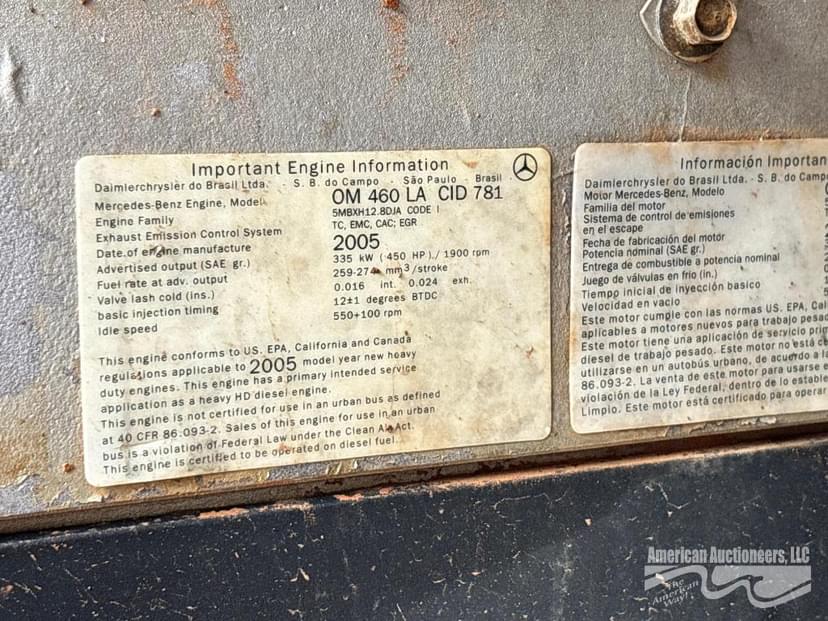 Important Engine Information
Daimlerchrysler do Brasil Ltda. - S. B. do Campo - São Paulo - Brasil
Mercedes-Benz Engine, Model OM 460 LA CID 781
Engine Family 5MBXH12.8DJA CODE I
Exhaust Emission Control System TC, EMC, CAC; EGR
Date of engine manufacture 2005
Advertised output (SAE gr.) 335 kW (450 HP)./ 1900 rpm
Fuel rate at adv. output 259-274 mm³/stroke
Valve lash cold (ins.) 0.016 int. 0.024 exh.
basic injection timing 12±1 degrees BTDC
Idle speed 550+100 rpm
This engine conforms to US. EPA, California and Canada
regulations applicable to 2005 model year new heavy
duty engines. This engine has a primary intended service
application as a heavy HD diesel engine.
This engine is not certified for use in an urban bus as defined
at 40 CFR 86.093-2. Sales of this engine for use in an urban
bus is a violation of Federal Law under the Clean Air Act.
This engine is certified to be operated on diesel fuel.
Información Importan
Daimlerchrysler do Brasil Ltda. - S. B. do Campo
Motor Mercedes-Benz, Modelo
Familia del motor
Sistema de control de emisiones
en el escape
Fecha de fabricación del motor
Potencia nominal (SAE gr.)
Entrega de combustible a potencia nominal
Juego de válvulas en frio (in.)
Tiempo inicial de inyección basico
Velocidad en vacio
Este motor cumple con las normas US. EPA, Cal
aplicables a motores nuevos para trabajo pesad
Este motor tiene una aplicación de servicio prim
diesel de trabajo pesado. Este motor no está ce
utilizarse en un autobús urbano, de acuerdo a la
86.093-2. La venta de este motor para usarse e
de la Ley Federal, dentro de lo estable
Limpio. Este motor está certificado para operar
American Auctioneers, LLC
The American Way!